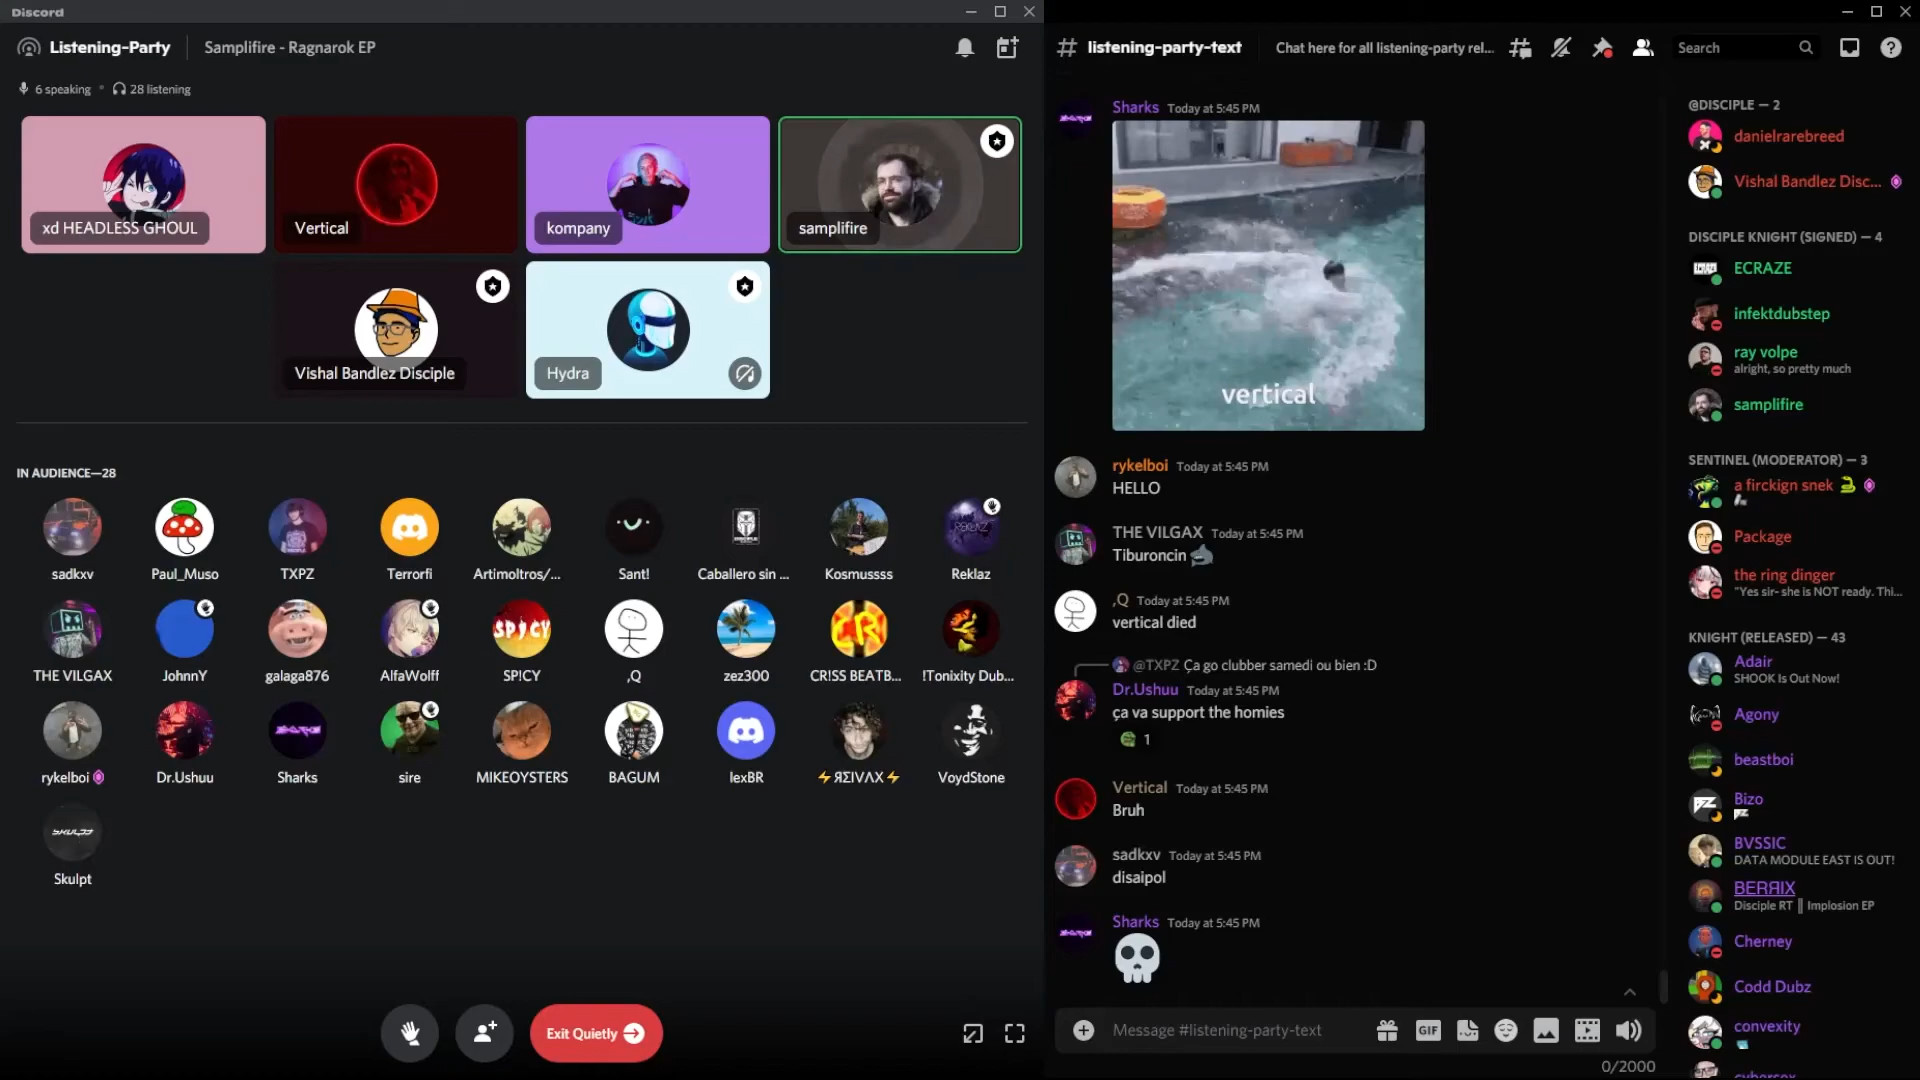 Discord
Listening-Party
Samplifire - Ragnarok EP
6 speaking
28 listening
xd HEADLESS GHOUL
Vertical
kompany
samplifire
Vishal Bandlez Disciple
Hydra
IN AUDIENCE—28
sadkxv
Paul_Muso
TXPZ
Terrorfi
Artimoltros/...
Sant!
Caballero sin ...
Kosmussss
Reklaz
THE VILGAX
JohnnY
galaga876
AlfaWolff
SP!CY
,Q
zez300
CR!SS BEATB...
!Tonixity Dub...
rykelboi
Dr.Ushuu
Sharks
sire
MIKEOYSTERS
BAGUM
lexBR
⚡ЯΣIVΛX⚡
VoydStone
Skulpt
Exit Quietly
listening-party-text
Chat here for all listening-party rel...
Search
Sharks Today at 5:45 PM
vertical
rykelboi Today at 5:45 PM
HELLO
THE VILGAX Today at 5:45 PM
Tiburoncin 🦈
,Q Today at 5:45 PM
vertical died
@TXPZ Ça go clubber samedi ou bien :D
Dr.Ushuu Today at 5:45 PM
ça va support the homies
1
Vertical Today at 5:45 PM
Bruh
sadkxv Today at 5:45 PM
disaipol
Sharks Today at 5:45 PM
💀
Message #listening-party-text
GIF
0/2000
@DISCIPLE — 2
danielrarebreed
Vishal Bandlez Disc...
DISCIPLE KNIGHT (SIGNED) — 4
ECRAZE
infektdubstep
ray volpe
alright, so pretty much
samplifire
SENTINEL (MODERATOR) — 3
a firckign snek 🐍
Package
the ring dinger
"Yes sir- she is NOT ready. Thi...
KNIGHT (RELEASED) — 43
Adair
SHOOK Is Out Now!
Agony
beastboi
Bizo
BVSSIC
DATA MODULE EAST IS OUT!
BEЯЯIX
Disciple RT ║ Implosion EP
Cherney
Codd Dubz
convexity